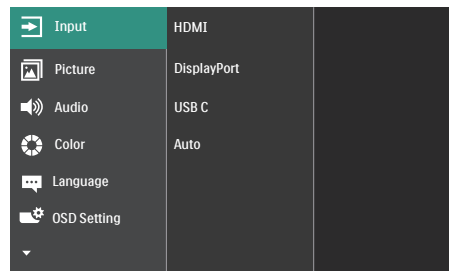 Input
HDMI
Picture
DisplayPort
Audio
USB C
Color
Auto
Language
OSD Setting